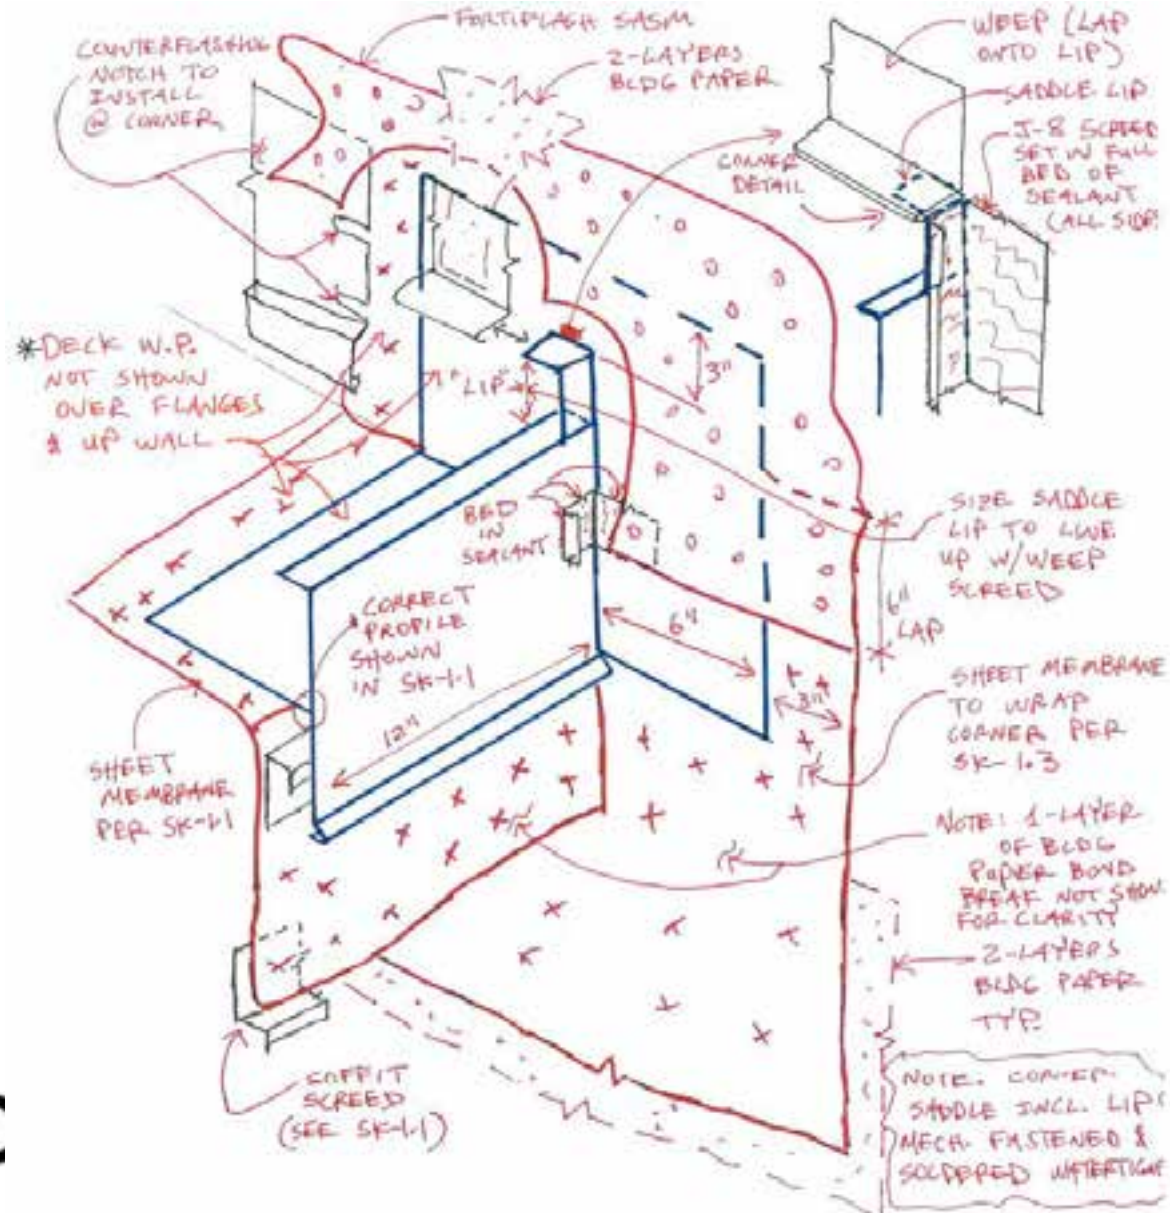 FORTIFLASH SASM
COUNTERFLASHING
NOTCH TO
INSTALL
@ CORNER
2-LAYERS
BLDG PAPER
WEEP (LAP
ONTO LIP)
SADDLE LIP
J-8 SCREED
SET IN FULL
BED OF
SEALANT
(ALL SIDES
CORNER
DETAIL
*DECK W.P.
NOT SHOWN
OVER FLANGES
& UP WALL
"LIP"
3"
BED
IN
SEALANT
SIZE SADDLE
LIP TO LINE
UP W/WEEP
SCREED
6"
LAP
*CORRECT
PROFILE
SHOWN
IN SK-1.1
6"
12"
3"
SHEET MEMBRANE
TO WRAP
CORNER PER
SK-1.3
SHEET
MEMBRANE
PER SK-1.1
NOTE: 1-LAYER
OF BLDG
PAPER BOND
BREAK NOT SHOWN
FOR CLARITY
2-LAYERS
BLDG PAPER
TYP.
SOFFIT
SCREED
(SEE SK-1.1)
NOTE: CORNER
SADDLE INCL. LIP
MECH. FASTENED &
SOLDERED WATERTIGHT